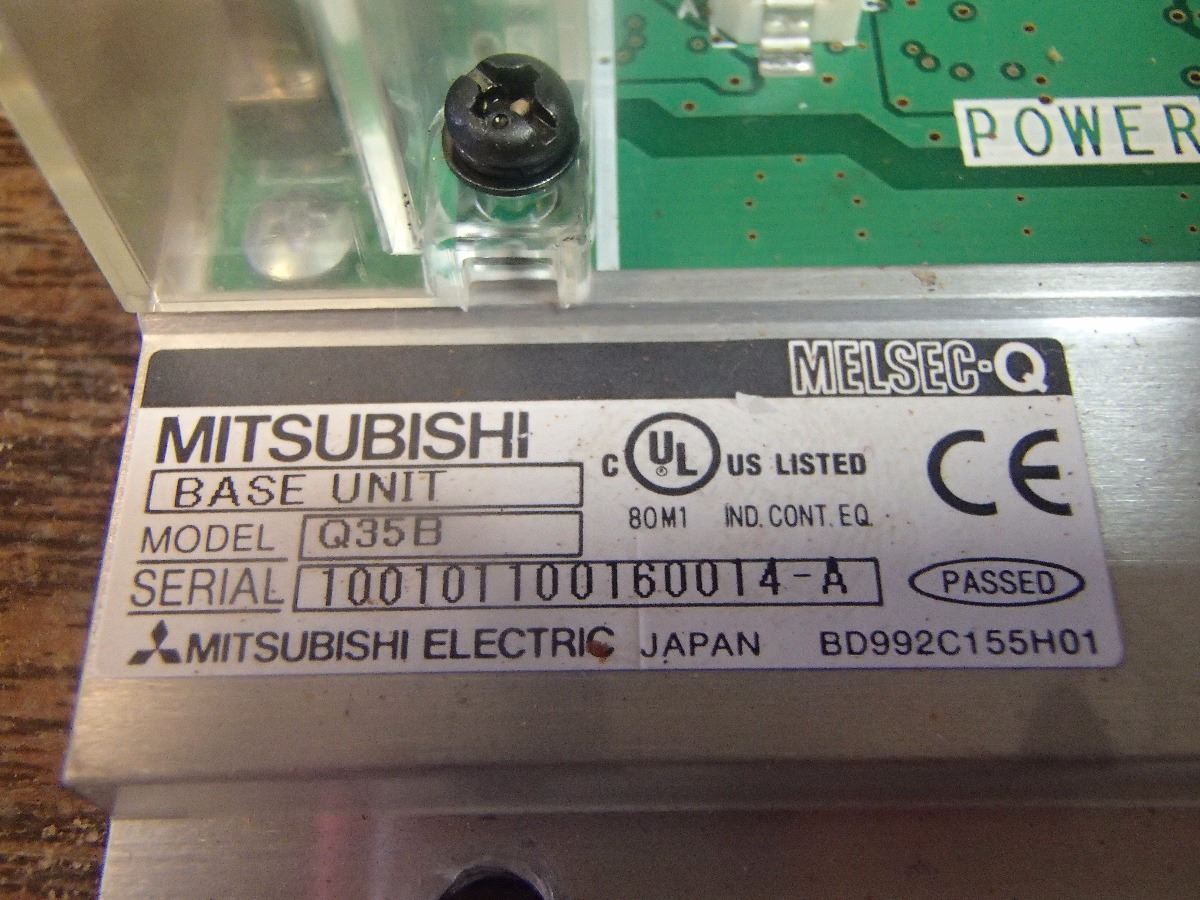 POWER
MELSEC-Q
MITSUBISHI
BASE UNIT
MODEL Q35B
SERIAL 100101100160014-A
C UL US LISTED
80M1 IND. CONT. EQ.
CE
PASSED
MITSUBISHI ELECTRIC JAPAN BD992C155H01